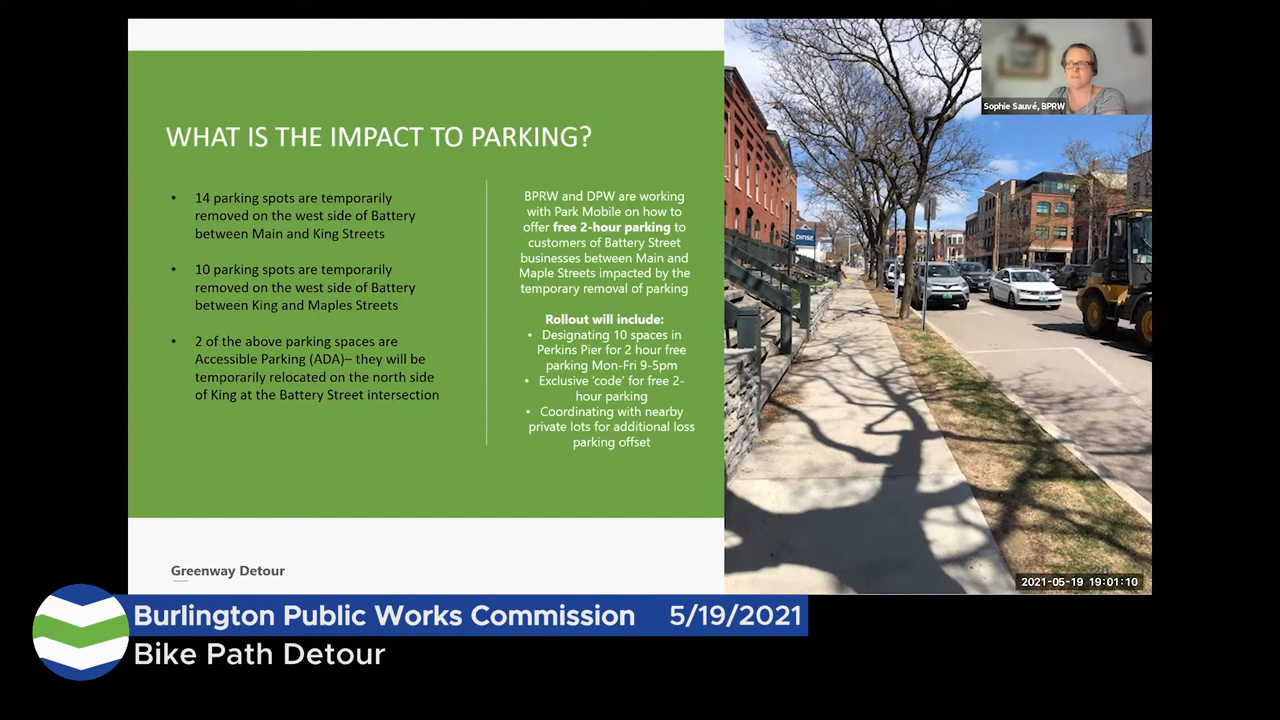 WHAT IS THE IMPACT TO PARKING?
• 14 parking spots are temporarily
removed on the west side of Battery
between Main and King Streets
• 10 parking spots are temporarily
removed on the west side of Battery
between King and Maples Streets
• 2 of the above parking spaces are
Accessible Parking (ADA)– they will be
temporarily relocated on the north side
of King at the Battery Street intersection
BPRW and DPW are working
with Park Mobile on how to
offer free 2-hour parking to
customers of Battery Street
businesses between Main and
Maple Streets impacted by the
temporary removal of parking
Rollout will include:
• Designating 10 spaces in
Perkins Pier for 2 hour free
parking Mon-Fri 9-5pm
• Exclusive ‘code’ for free 2-
hour parking
• Coordinating with nearby
private lots for additional loss
parking offset
Greenway Detour
Sophie Sauvé, BPRW
DINSE
2021-05-19 19:01:10
Burlington Public Works Commission 5/19/2021
Bike Path Detour